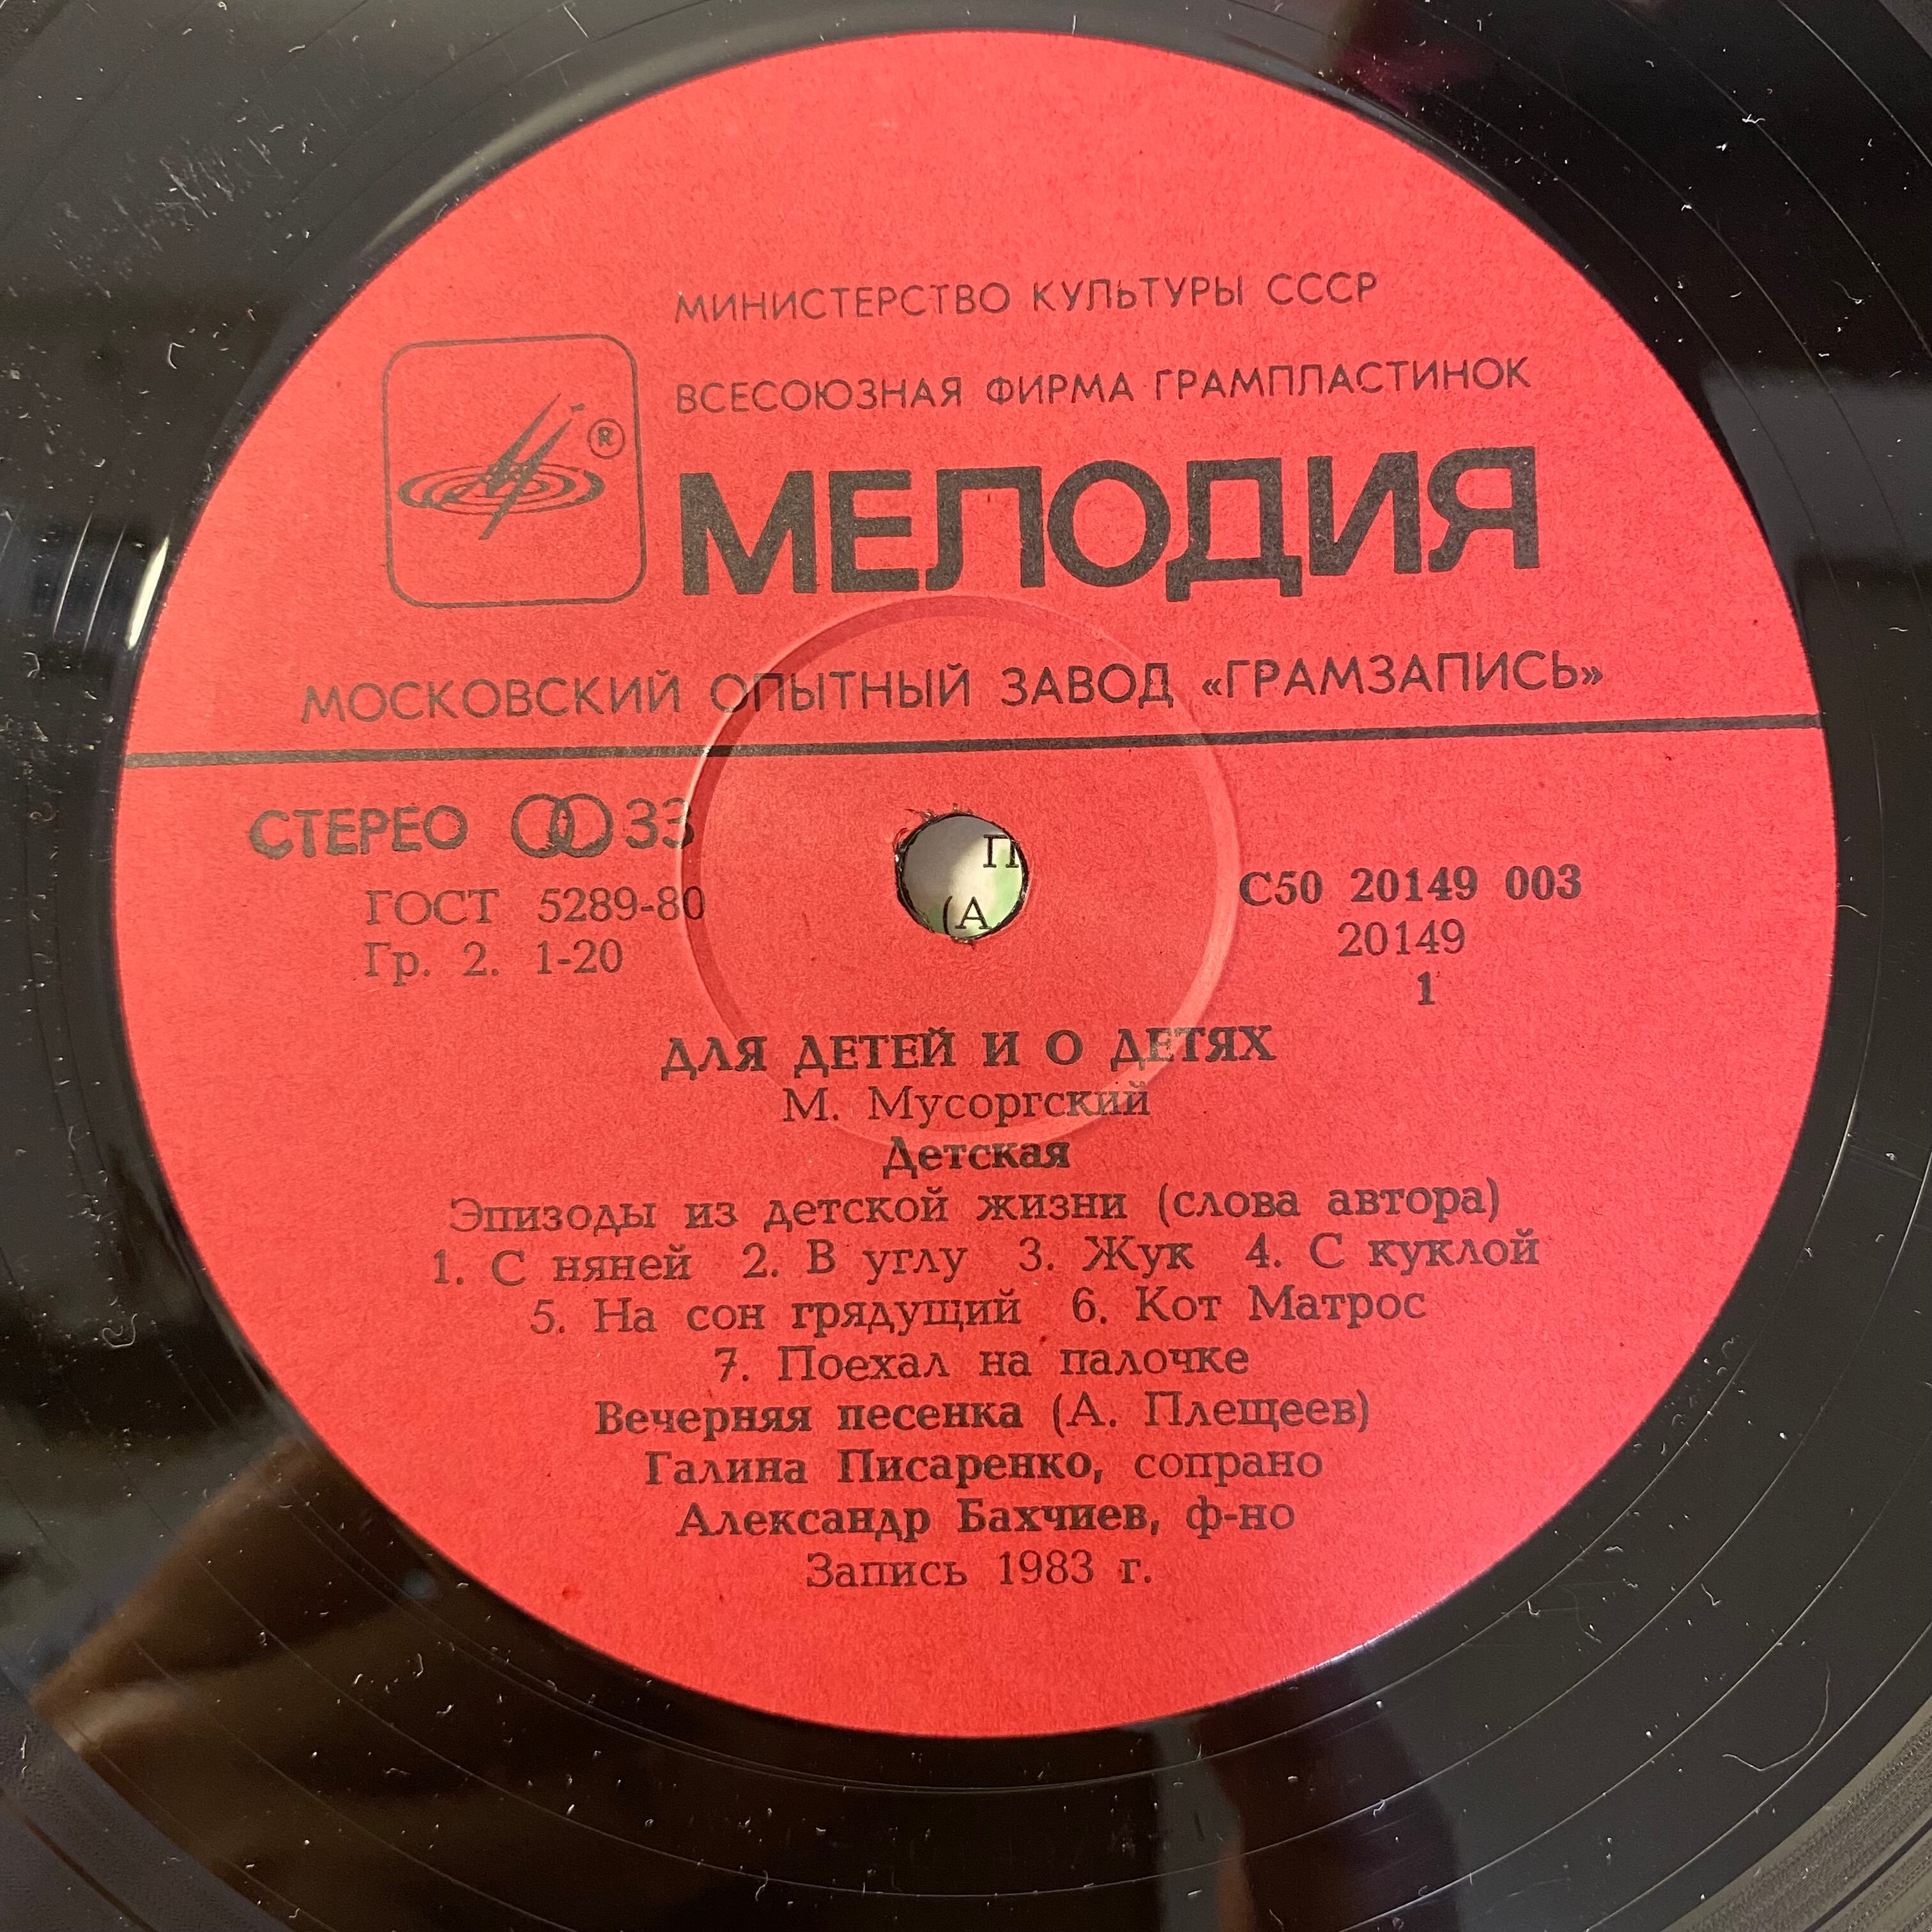 МИНИСТЕРСТВО КУЛЬТУРЫ СССР
ВСЕСОЮЗНАЯ ФИРМА ГРАМПЛАСТИНОК
®
МЕЛОДИЯ
МОСКОВСКИЙ ОПЫТНЫЙ ЗАВОД «ГРАМЗАПИСЬ»
СТЕРЕО 33
ГОСТ 5289-80
Гр. 2. 1-20
П
(А
С50 20149 003
20149
1
ДЛЯ ДЕТЕЙ И О ДЕТЯХ
М. Мусоргский
Детская
Эпизоды из детской жизни (слова автора)
1. С няней 2. В углу 3. Жук 4. С куклой
5. На сон грядущий 6. Кот Матрос
7. Поехал на палочке
Вечерняя песенка (А. Плещеев)
Галина Писаренко, сопрано
Александр Бахчиев, ф-но
Запись 1983 г.